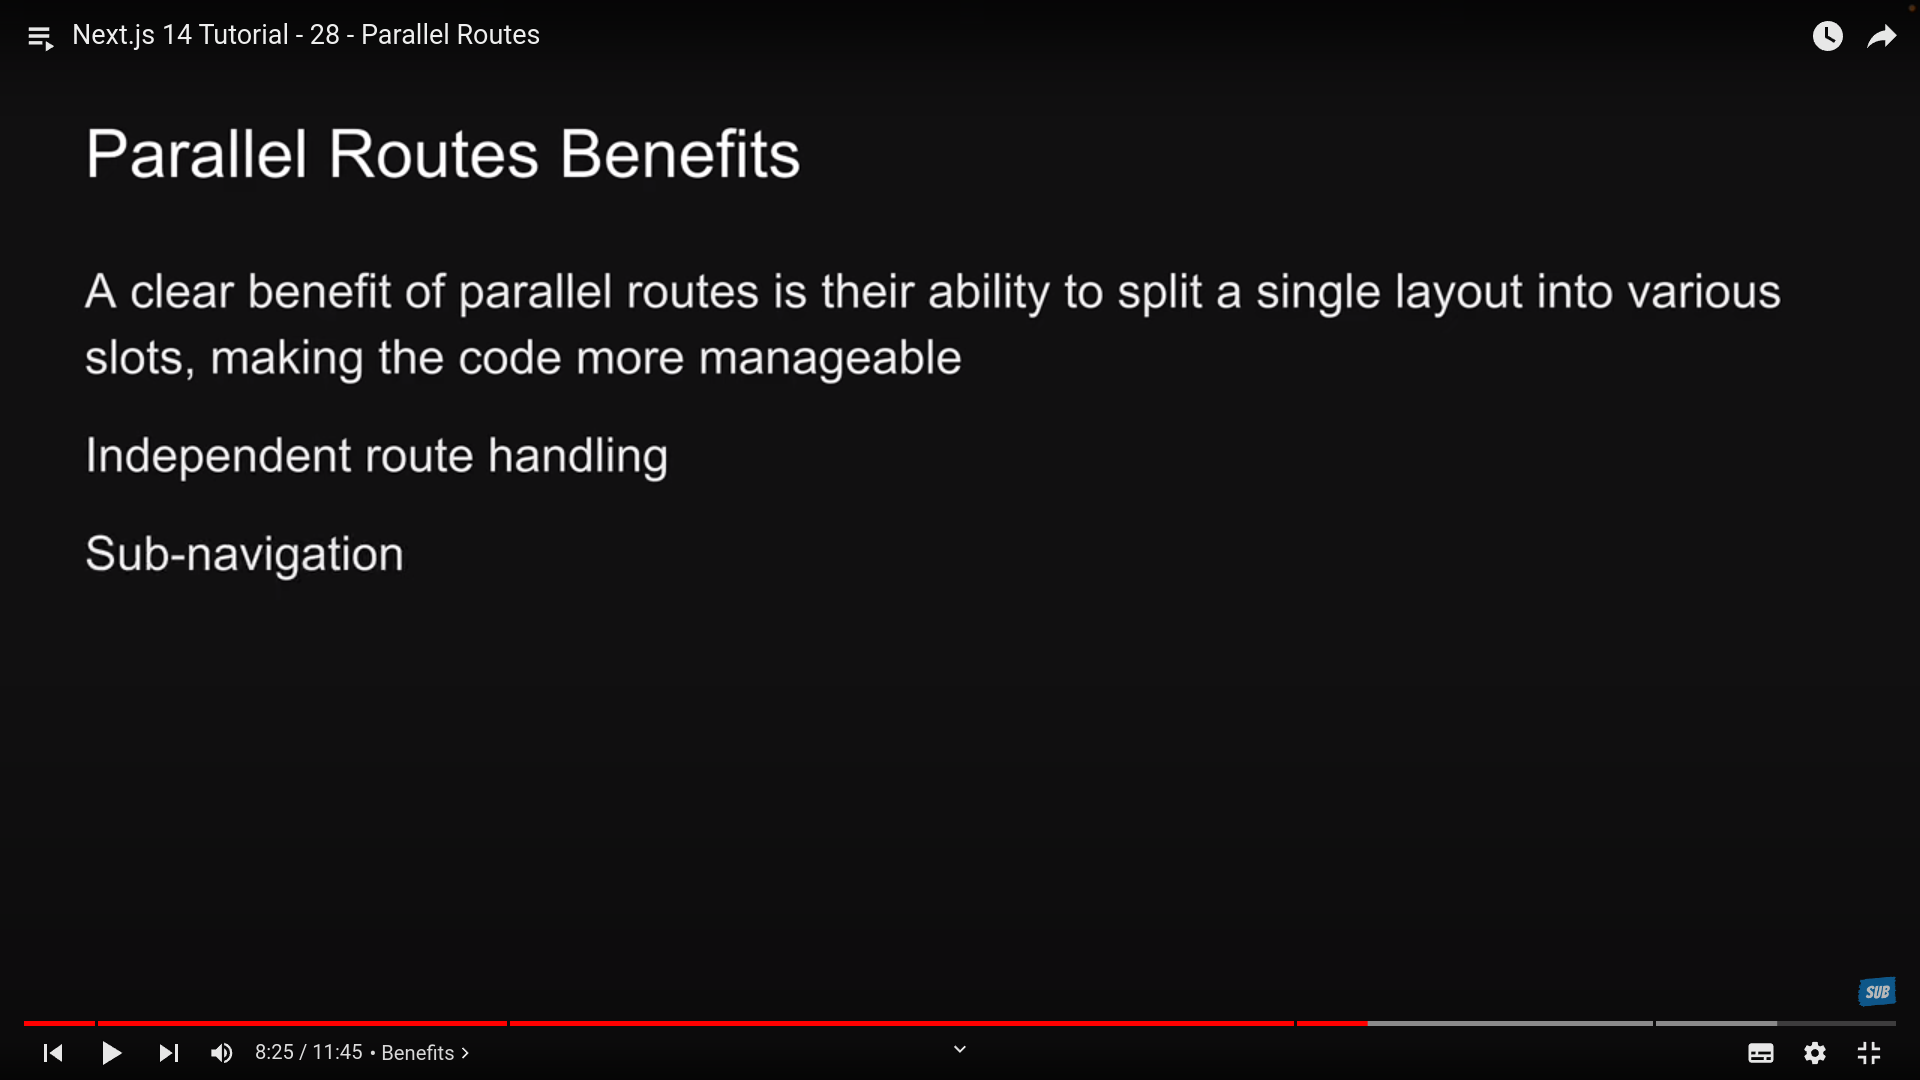 Next.js 14 Tutorial - 28 - Parallel Routes
Parallel Routes Benefits
A clear benefit of parallel routes is their ability to split a single layout into various
slots, making the code more manageable
Independent route handling
Sub-navigation
SUB
8:25 / 11:45 • Benefits >